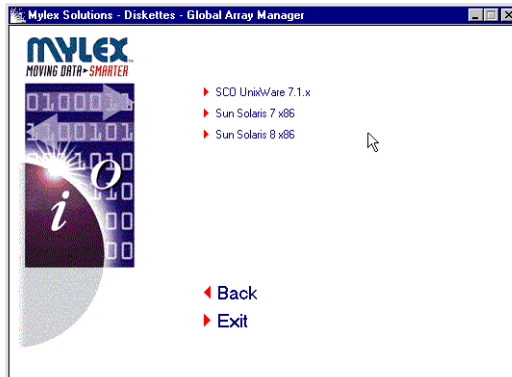 Mylex Solutions - Diskettes - Global Array Manager
MYLEX
MOVING DATA▸SMARTER
SCO UnixWare 7.1.x
Sun Solaris 7 x86
Sun Solaris 8 x86
i o
Back
Exit